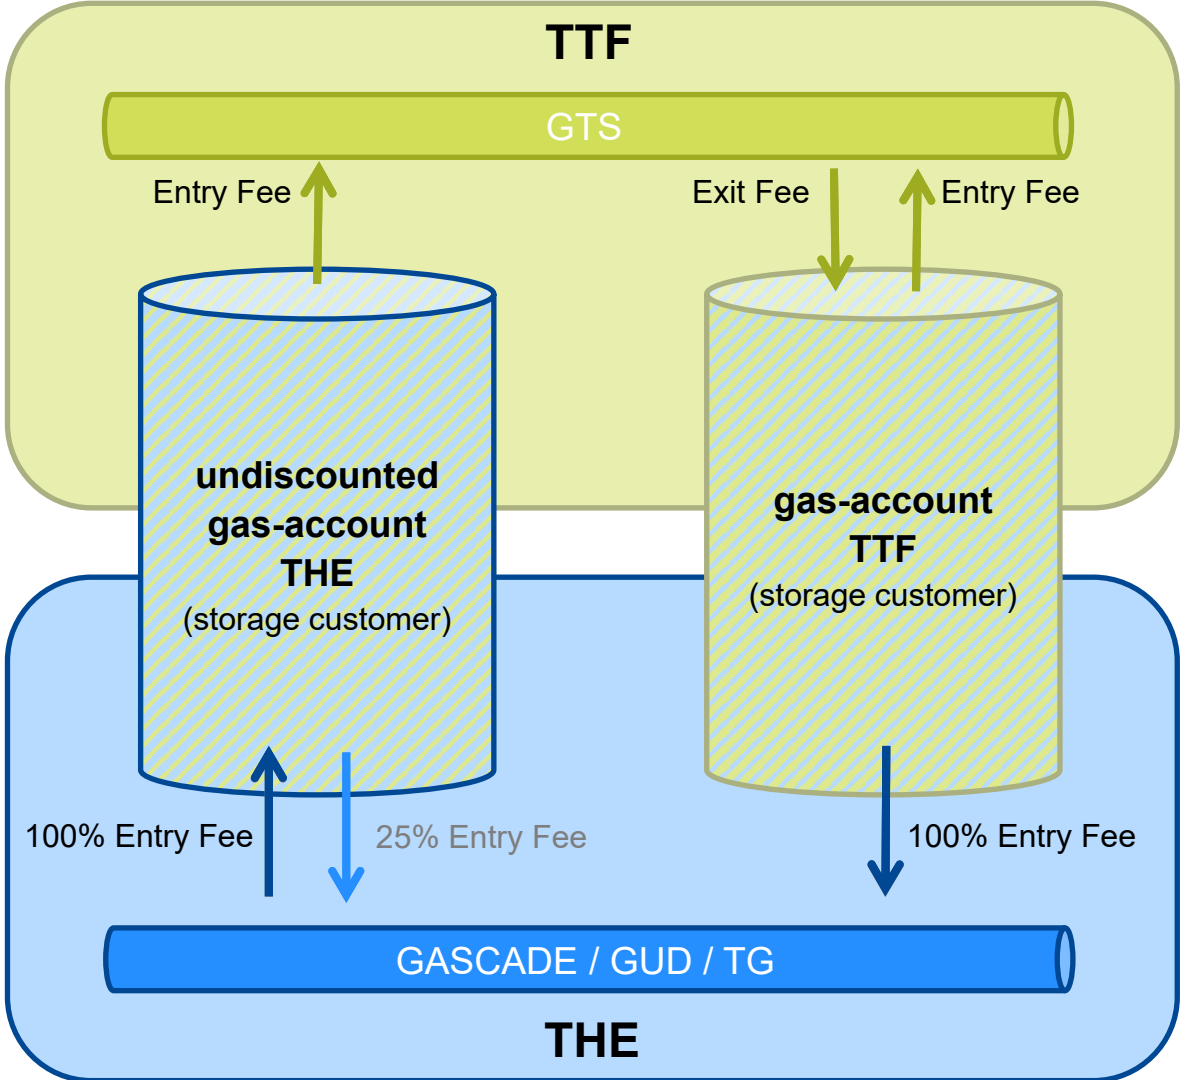 TTF
GTS
Entry Fee
Exit Fee
Entry Fee
undiscounted
gas-account
THE
(storage customer)
gas-account
TTF
(storage customer)
100% Entry Fee
25% Entry Fee
100% Entry Fee
GASCADE / GUD / TG
THE